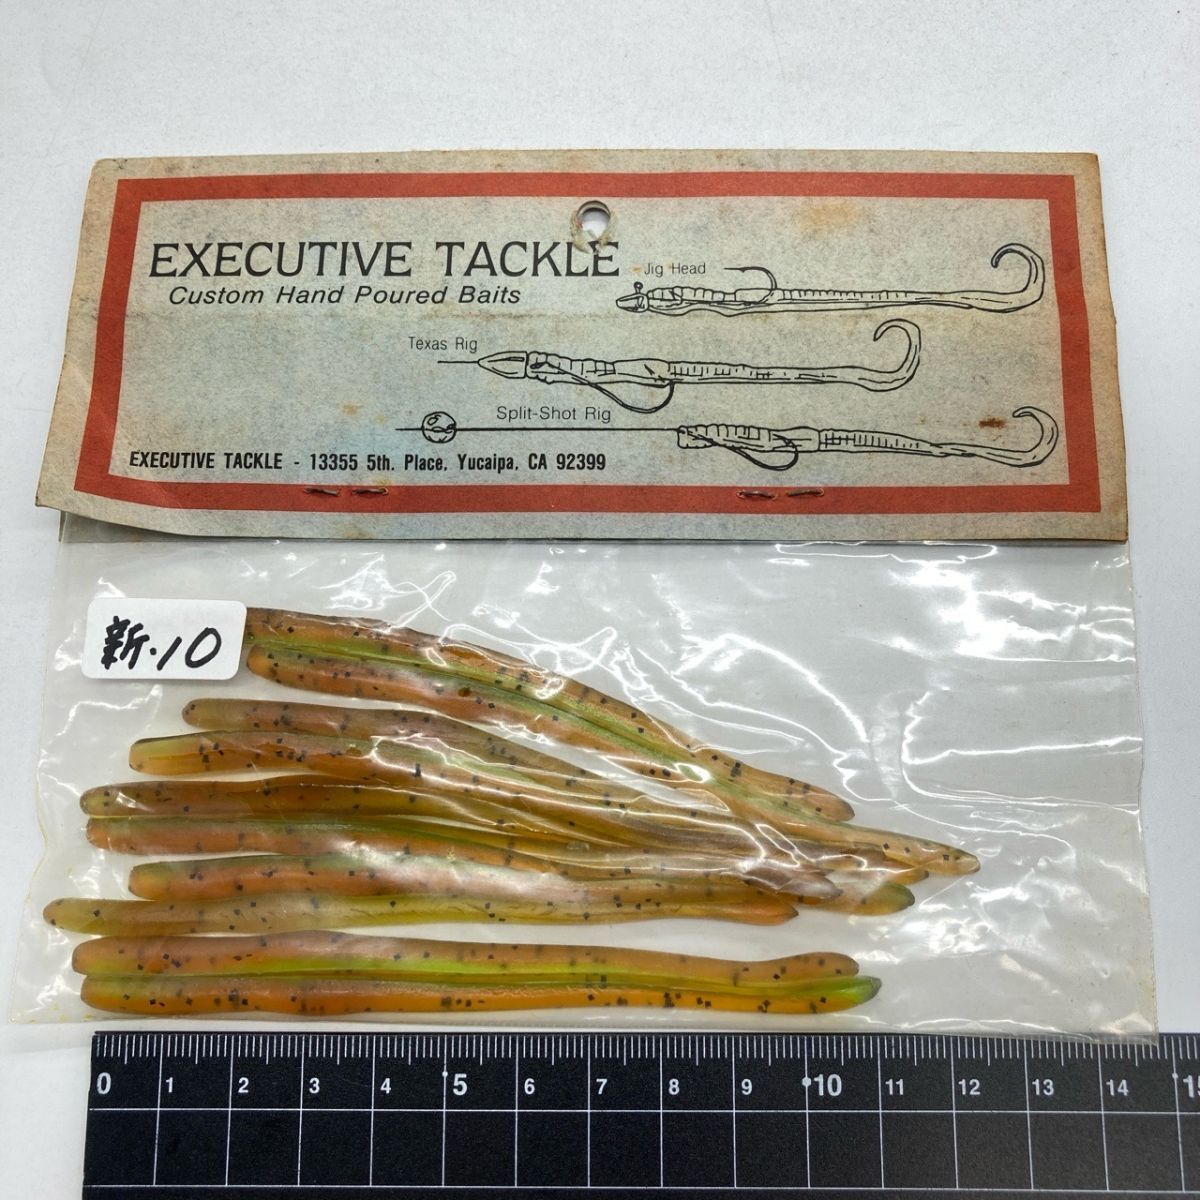 EXECUTIVE TACKLE
Custom Hand Poured Baits
Jig Head
Texas Rig
Split-Shot Rig
EXECUTIVE TACKLE - 13355 5th. Place, Yucaipa, CA 92399
新.10
0 1 2 3 4 5 6 7 8 9 10 11 12 13 14 15